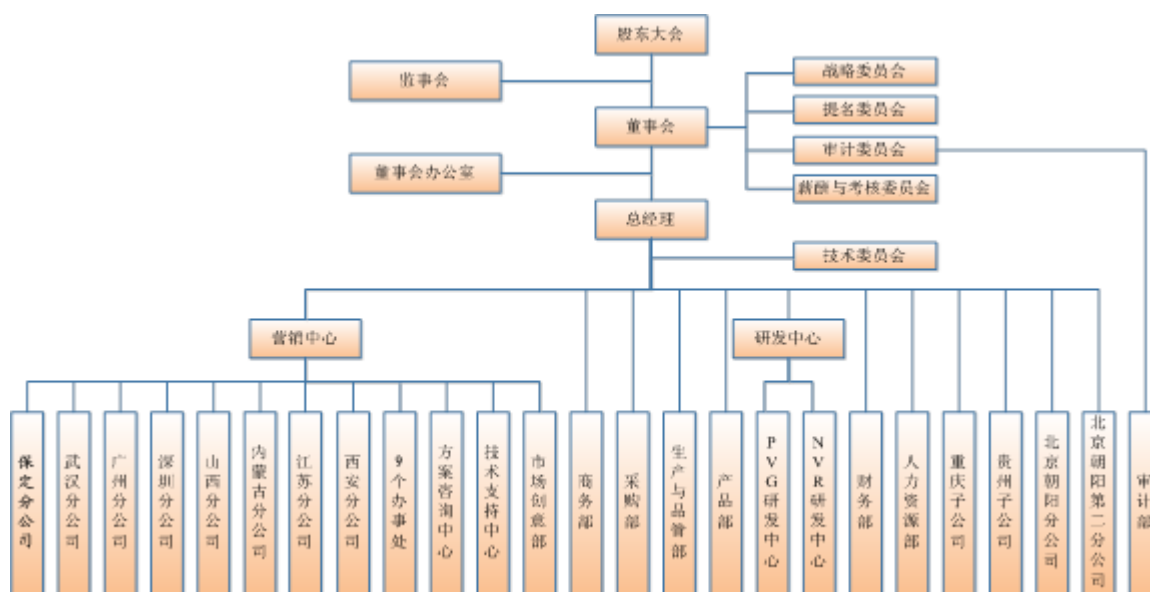 股东大会
监事会
战略委员会
提名委员会
董事会
审计委员会
董事会办公室
薪酬与考核委员会
总经理
技术委员会
营销中心
研发中心
保定分公司
武汉分公司
广州分公司
深圳分公司
山西分公司
内蒙古分公司
江苏分公司
西安分公司
9个办事处
方案咨询中心
技术支持中心
市场创意部
商务部
采购部
生产与品管部
产品部
PVG研发中心
NVR研发中心
财务部
人力资源部
重庆子公司
贵州子公司
北京朝阳分公司
北京朝阳第二分公司
审计部